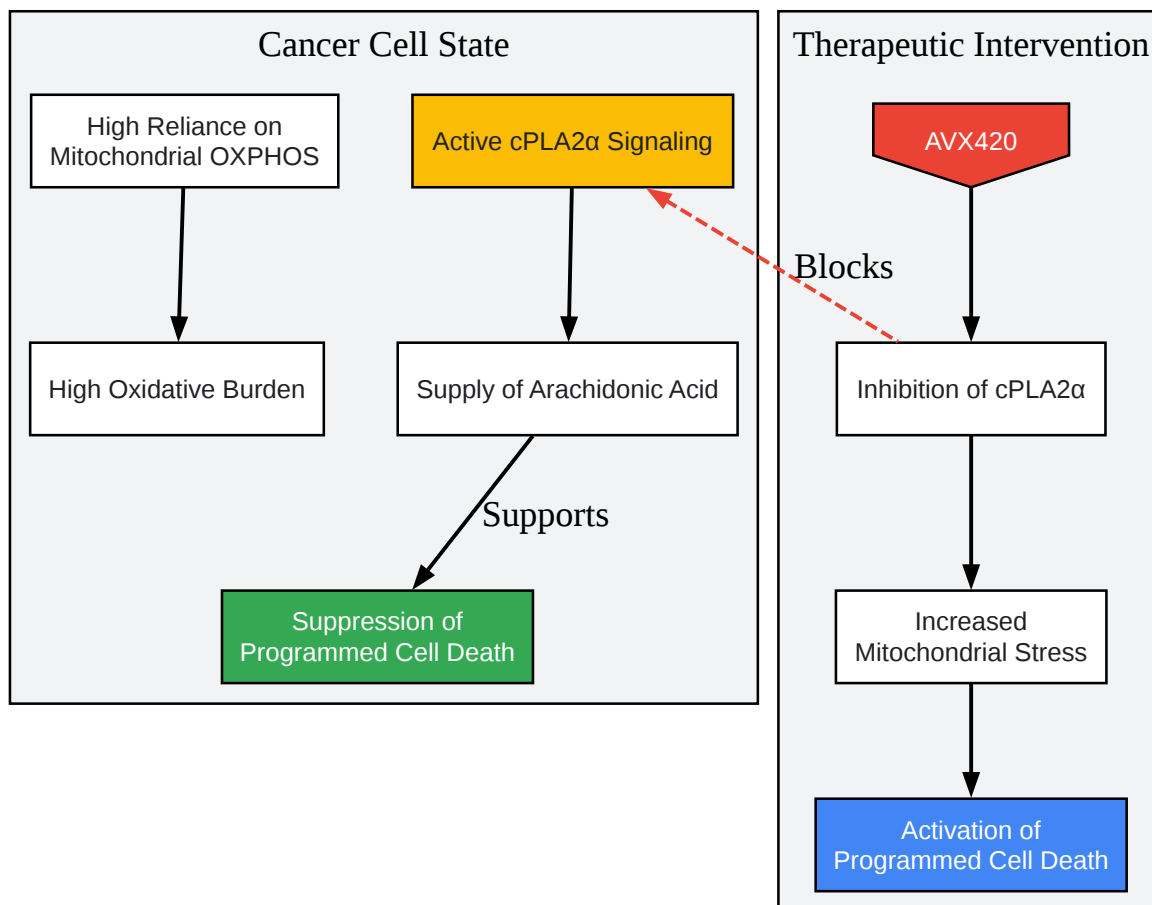 Cancer Cell State
High Reliance on
Mitochondrial OXPHOS
Active cPLA2α Signaling
High Oxidative Burden
Supply of Arachidonic Acid
Supports
Suppression of
Programmed Cell Death
Blocks
Therapeutic Intervention
AVX420
Inhibition of cPLA2α
Increased
Mitochondrial Stress
Activation of
Programmed Cell Death